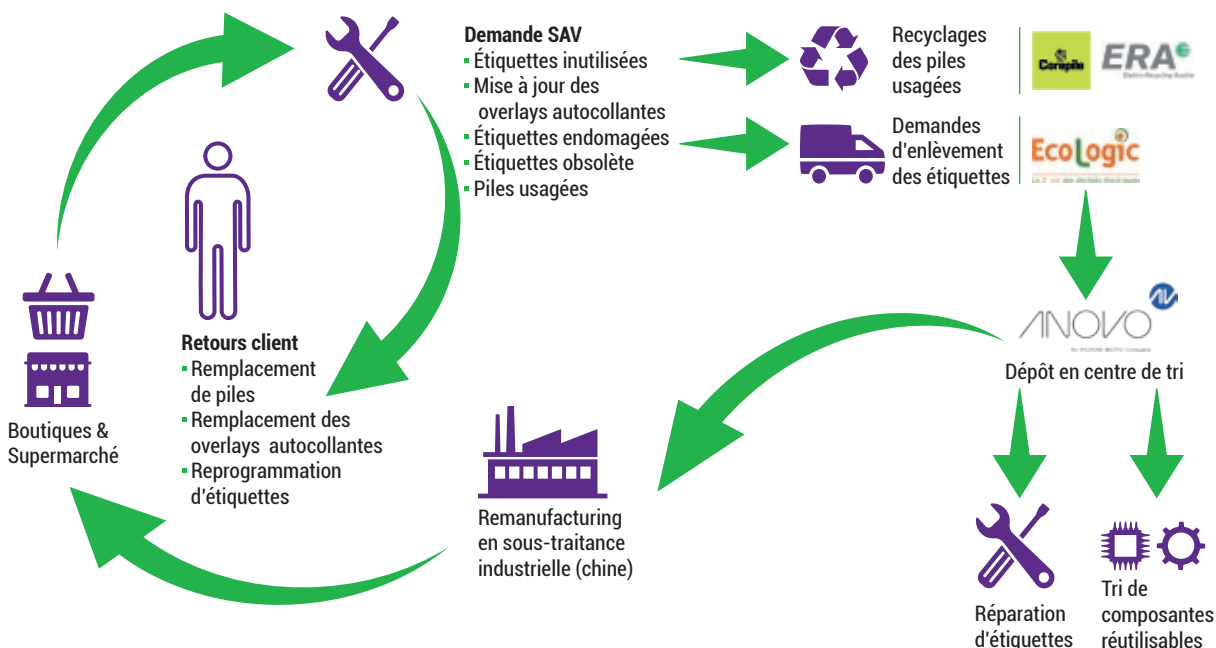 Demande SAV
Étiquettes inutilisées
Mise à jour des
overlays autocollantes
Étiquettes endomagées
Étiquettes obsolète
Piles usagées
Recyclages
des piles
usagées
Corepile
ERA
Demandes
d'enlèvement
des étiquettes
EcoLogic
Retours client
Remplacement
de piles
Remplacement des
overlays autocollantes
Reprogrammation
d'étiquettes
Boutiques &
Supermarché
ANOVO
Dépôt en centre de tri
Remanufacturing
en sous-traitance
industrielle (chine)
Réparation
d'étiquettes
Tri de
composantes
réutilisables